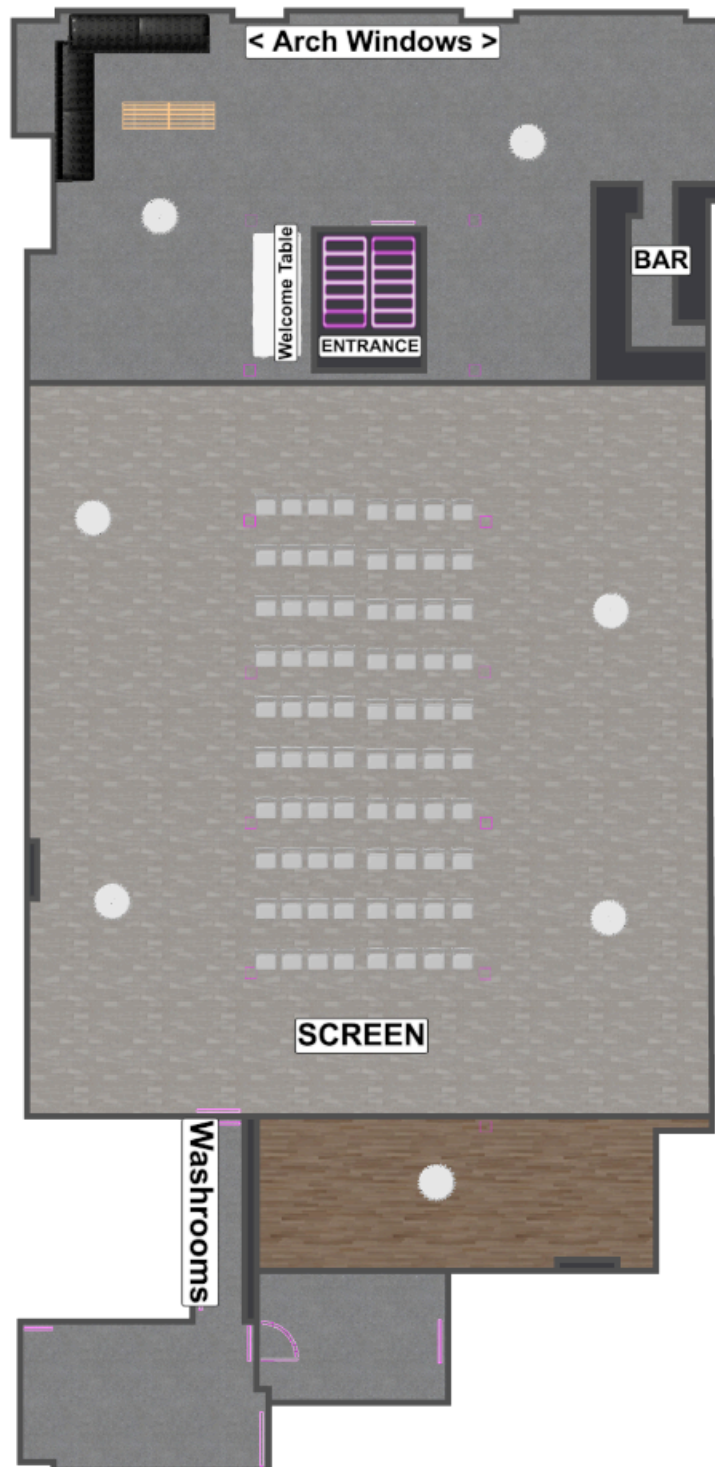 < Arch Windows >
Welcome Table
ENTRANCE
BAR
SCREEN
Washrooms